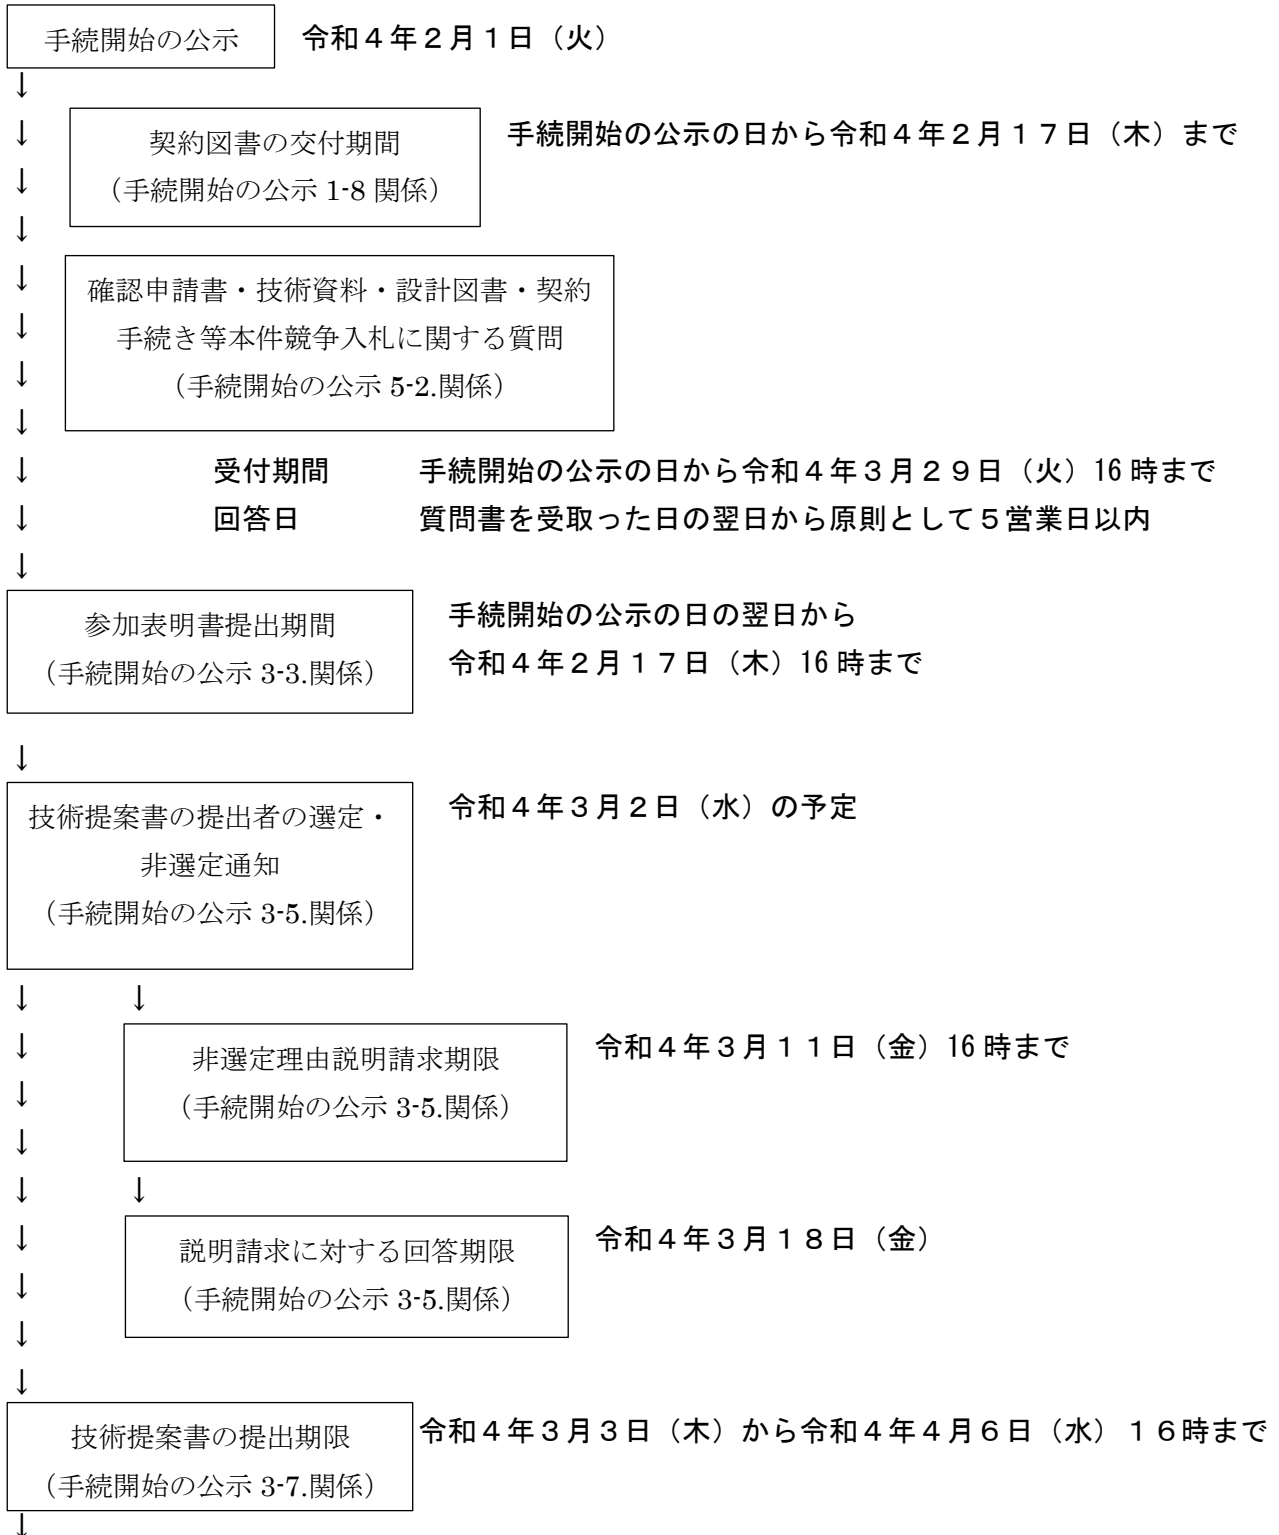 手続開始の公示 令和４年２月１日（火）
↓
↓ 契約図書の交付期間 手続開始の公示の日から令和４年２月１７日（木）まで
↓ （手続開始の公示 1-8 関係）
↓
↓ 確認申請書・技術資料・設計図書・契約
↓ 手続き等本件競争入札に関する質問
↓ （手続開始の公示 5-2.関係）
↓
↓ 受付期間 手続開始の公示の日から令和４年３月２９日（火）16 時まで
↓ 回答日 質問書を受取った日の翌日から原則として５営業日以内
↓
参加表明書提出期間 手続開始の公示の日の翌日から
（手続開始の公示 3-3.関係） 令和４年２月１７日（木）16 時まで
↓
技術提案書の提出者の選定・ 令和４年３月２日（水）の予定
非選定通知
（手続開始の公示 3-5.関係）
↓ ↓
↓ 非選定理由説明請求期限 令和４年３月１１日（金）16 時まで
↓ （手続開始の公示 3-5.関係）
↓
↓ ↓
↓ 説明請求に対する回答期限 令和４年３月１８日（金）
↓ （手続開始の公示 3-5.関係）
↓
↓
技術提案書の提出期限 令和４年３月３日（木）から令和４年４月６日（水）１６時まで
（手続開始の公示 3-7.関係）
↓